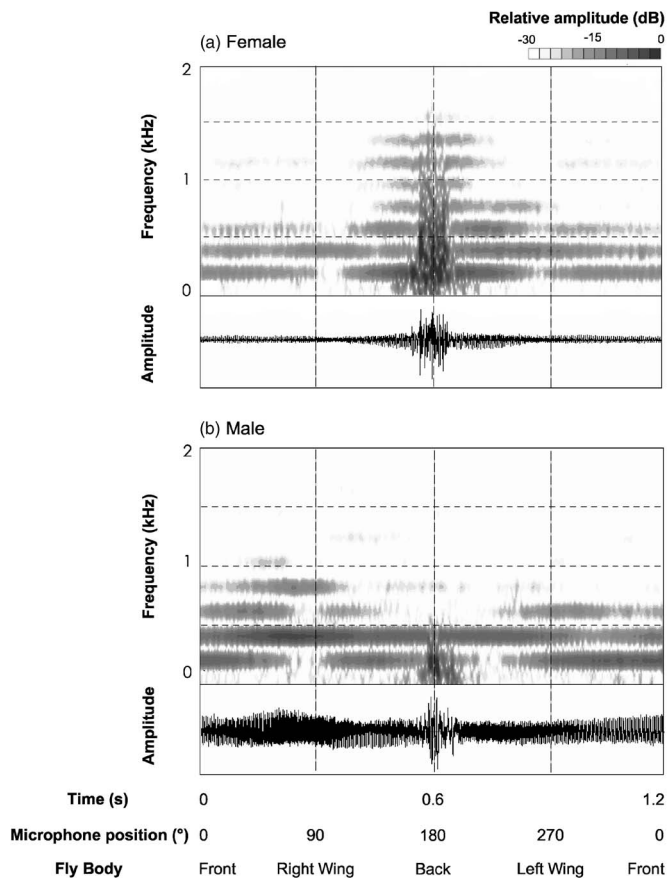 Relative amplitude (dB)
-30 -15 0
(a) Female
2
1
0
Frequency (kHz)
Amplitude
(b) Male
2
1
0
Frequency (kHz)
Amplitude
Time (s) 0 0.6 1.2
Microphone position (°) 0 90 180 270 0
Fly Body Front Right Wing Back Left Wing Front